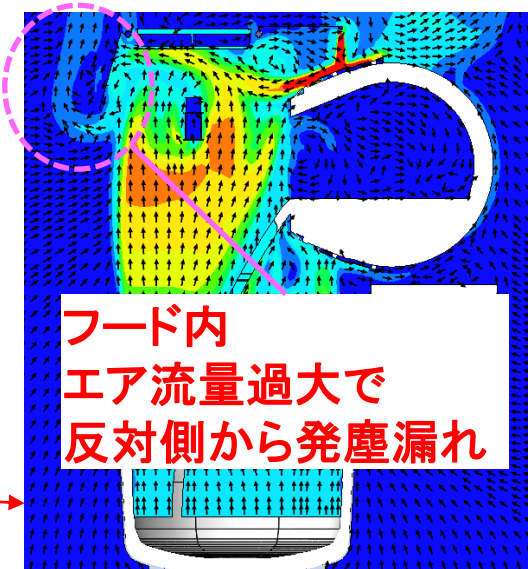 フード内
エア流量過大で
反対側から発塵漏れ